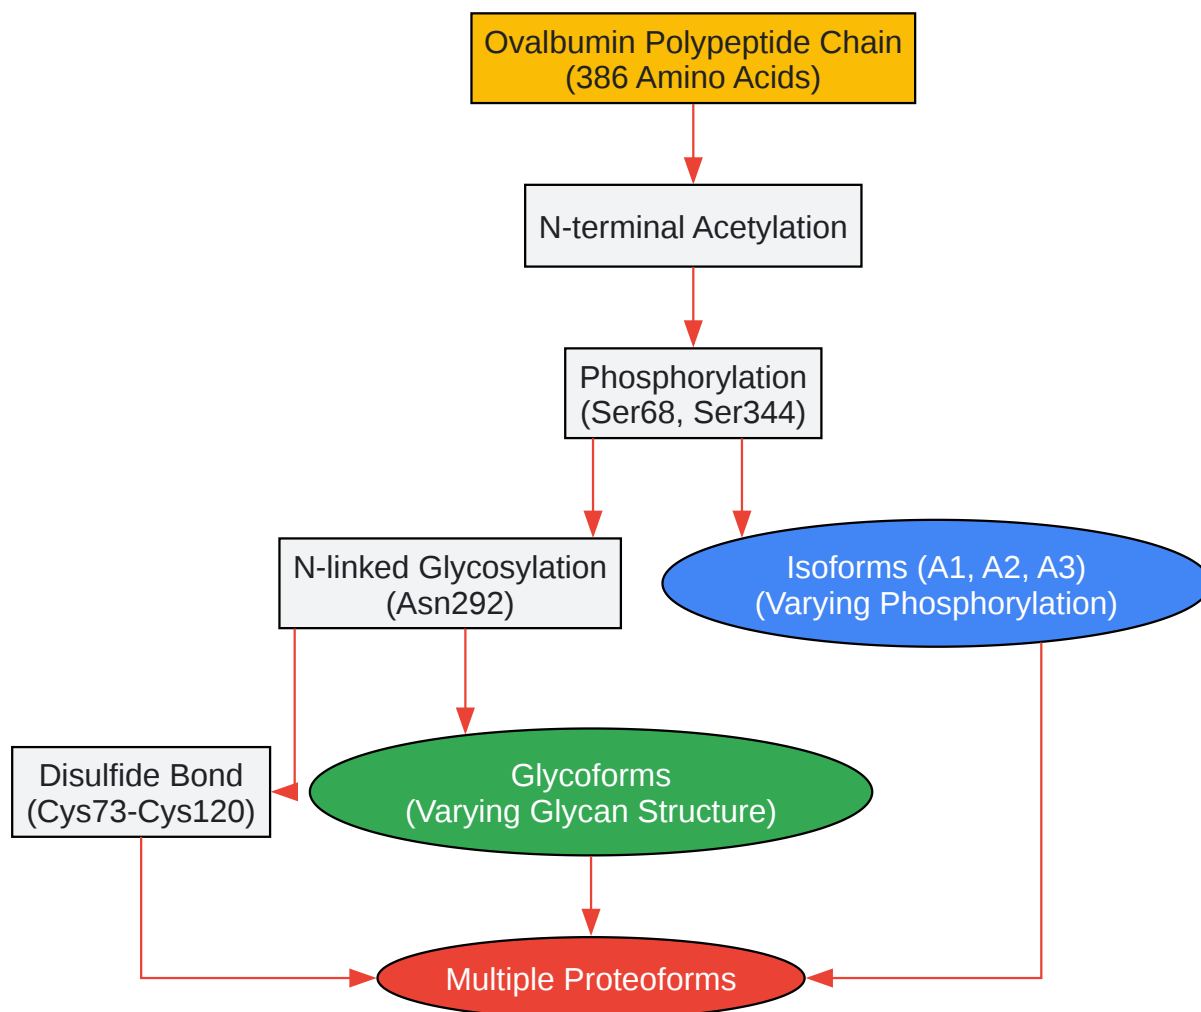 Ovalbumin Polypeptide Chain
(386 Amino Acids)
N-terminal Acetylation
Phosphorylation
(Ser68, Ser344)
N-linked Glycosylation
(Asn292)
Isoforms (A1, A2, A3)
(Varying Phosphorylation)
Disulfide Bond
(Cys73-Cys120)
Glycoforms
(Varying Glycan Structure)
Multiple Proteoforms